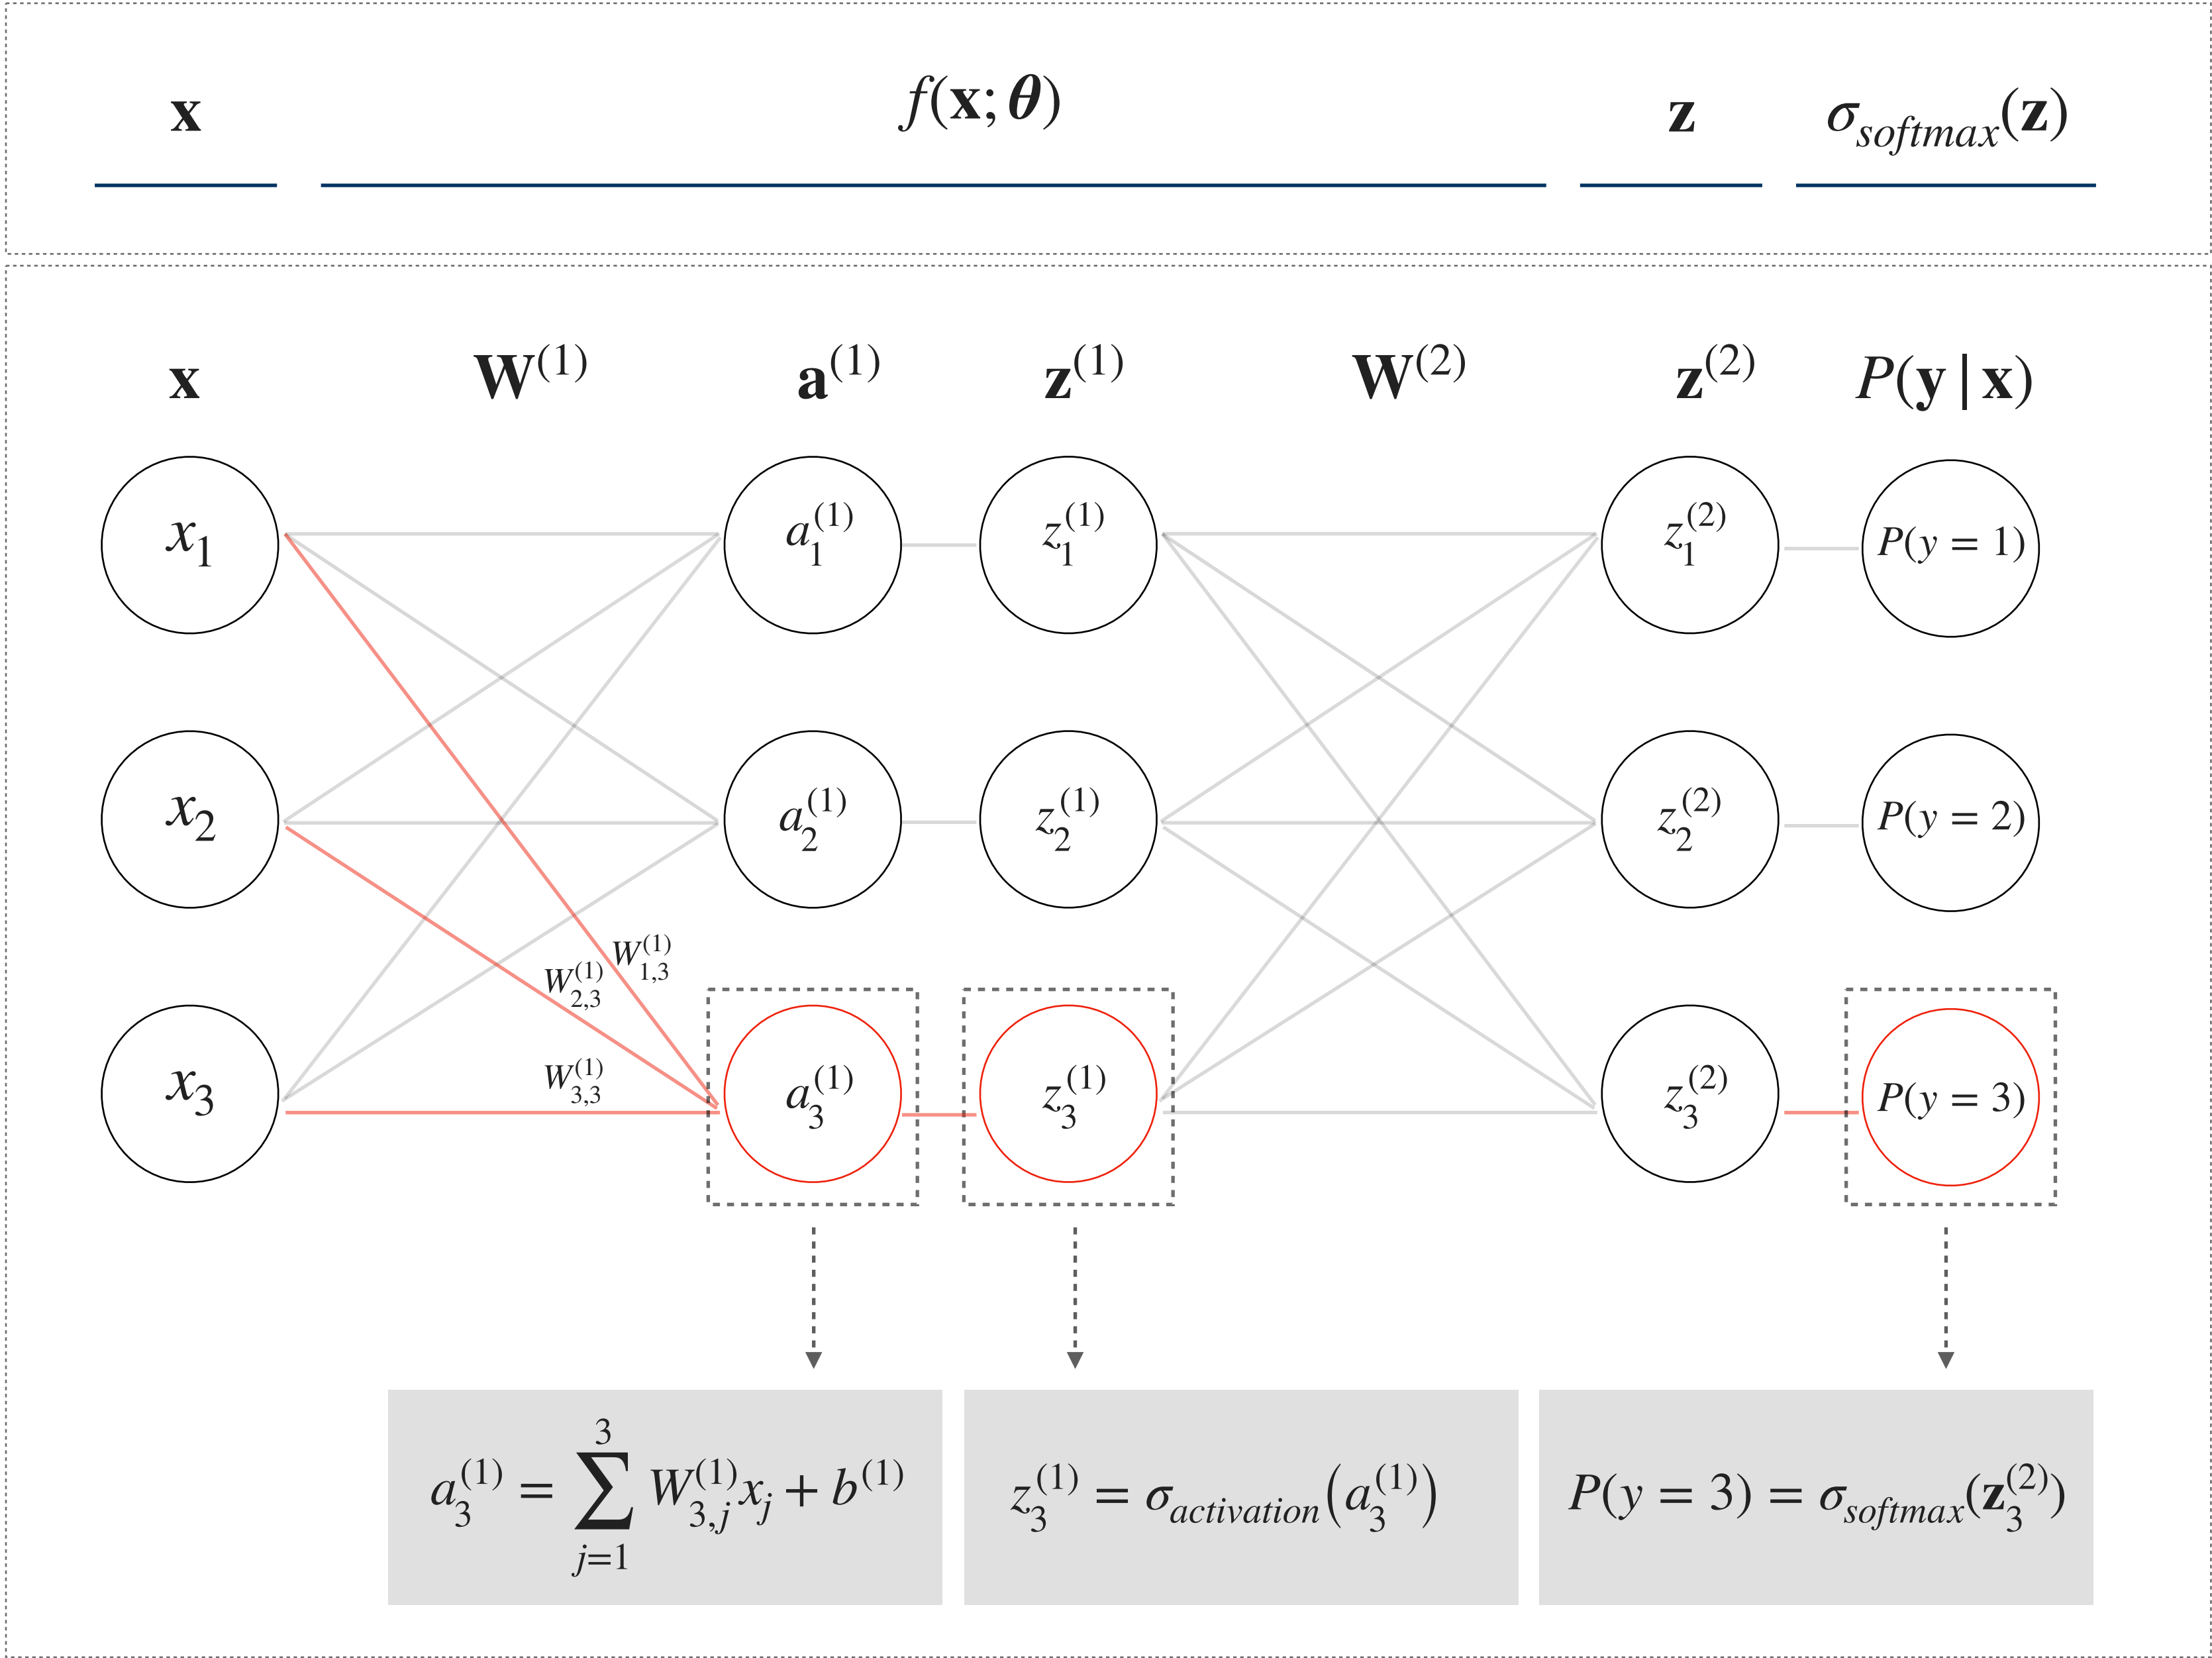 x f(x; θ) z σ_softmax(z)
x W^(1) a^(1) z^(1) W^(2) z^(2) P(y | x)
x_1 a_1^(1) z_1^(1) z_1^(2) P(y = 1)
x_2 a_2^(1) z_2^(1) z_2^(2) P(y = 2)
W_1,3^(1)
W_2,3^(1)
W_3,3^(1)
x_3 a_3^(1) z_3^(1) z_3^(2) P(y = 3)
a_3^(1) = ∑_{j=1}^{3} W_3,j^(1) x_j + b^(1)
z_3^(1) = σ_activation(a_3^(1))
P(y = 3) = σ_softmax(z_3^(2))